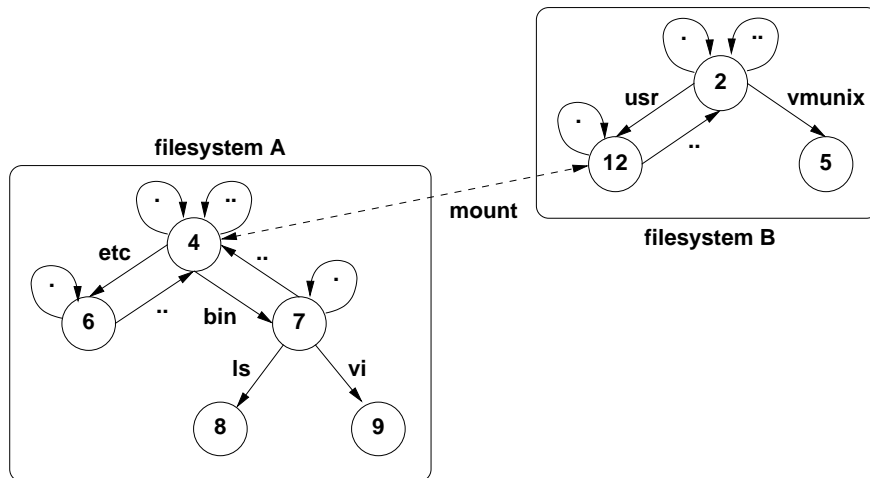 . ..
2
usr vmunix
.
12 .. 5
filesystem A
mount
filesystem B
. ..
4
etc ..
. .
6 .. bin 7
ls vi
8 9